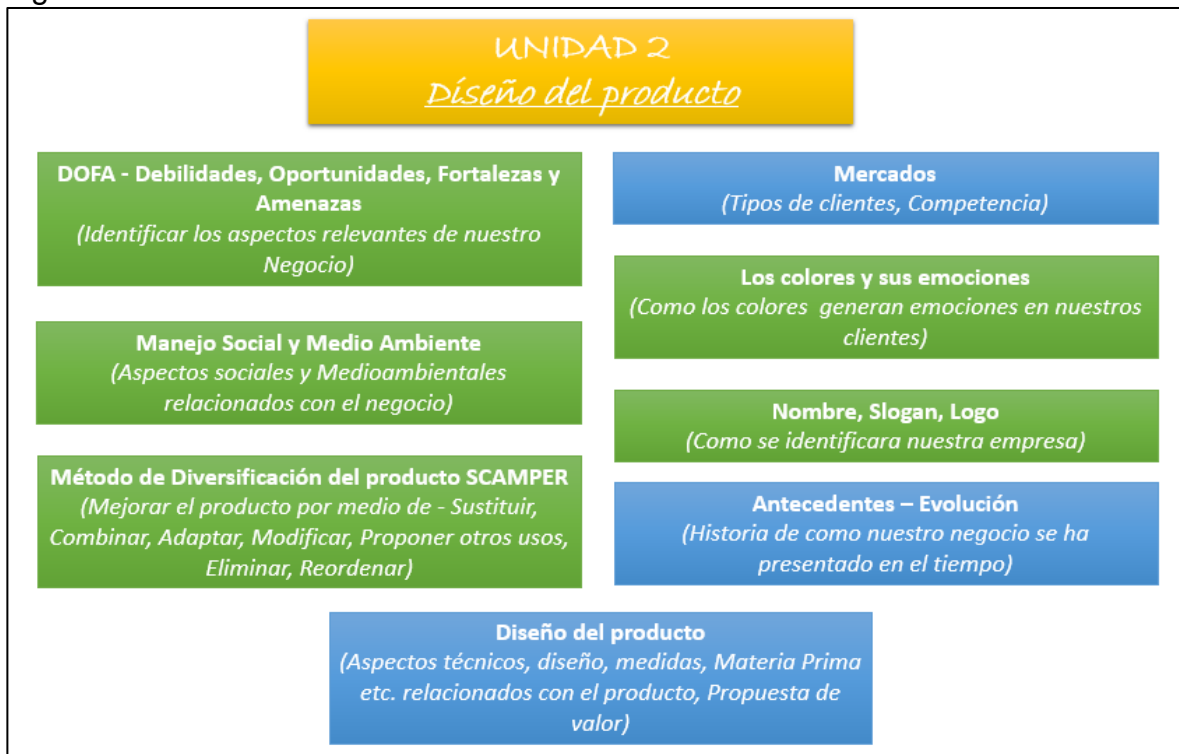 UNIDAD 2
Diseño del producto
DOFA - Debilidades, Oportunidades, Fortalezas y
Amenazas
(Identificar los aspectos relevantes de nuestro
Negocio)
Manejo Social y Medio Ambiente
(Aspectos sociales y Medioambientales
relacionados con el negocio)
Método de Diversificación del producto SCAMPER
(Mejorar el producto por medio de - Sustituir,
Combinar, Adaptar, Modificar, Proponer otros usos,
Eliminar, Reordenar)
Mercados
(Tipos de clientes, Competencia)
Los colores y sus emociones
(Como los colores generan emociones en nuestros
clientes)
Nombre, Slogan, Logo
(Como se identificara nuestra empresa)
Antecedentes – Evolución
(Historia de como nuestro negocio se ha
presentado en el tiempo)
Diseño del producto
(Aspectos técnicos, diseño, medidas, Materia Prima
etc. relacionados con el producto, Propuesta de
valor)